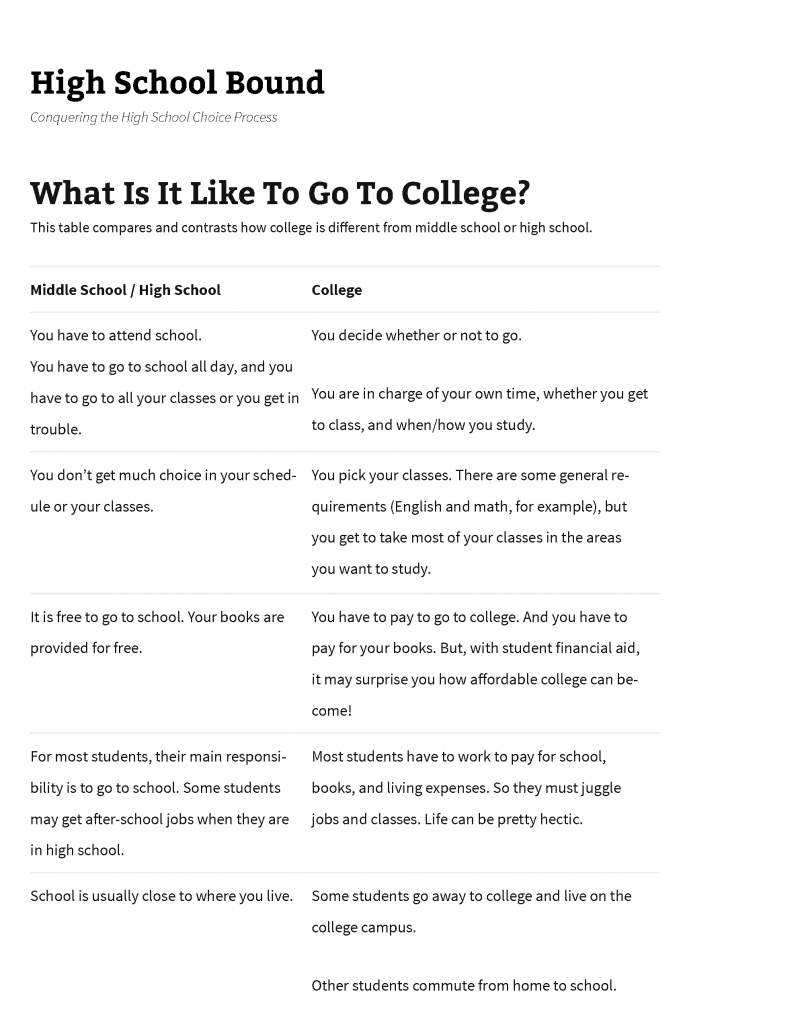 High School Bound
Conquering the High School Choice Process
What Is It Like To Go To College?
This table compares and contrasts how college is different from middle school or high school.
Middle School / High School
College
You have to attend school.
You have to go to school all day, and you
have to go to all your classes or you get in
trouble.
You decide whether or not to go.
You are in charge of your own time, whether you get
to class, and when/how you study.
You don’t get much choice in your sched-
ule or your classes.
You pick your classes. There are some general re-
quirements (English and math, for example), but
you get to take most of your classes in the areas
you want to study.
It is free to go to school. Your books are
provided for free.
You have to pay to go to college. And you have to
pay for your books. But, with student financial aid,
it may surprise you how affordable college can be-
come!
For most students, their main responsi-
bility is to go to school. Some students
may get after-school jobs when they are
in high school.
Most students have to work to pay for school,
books, and living expenses. So they must juggle
jobs and classes. Life can be pretty hectic.
School is usually close to where you live.
Some students go away to college and live on the
college campus.
Other students commute from home to school.